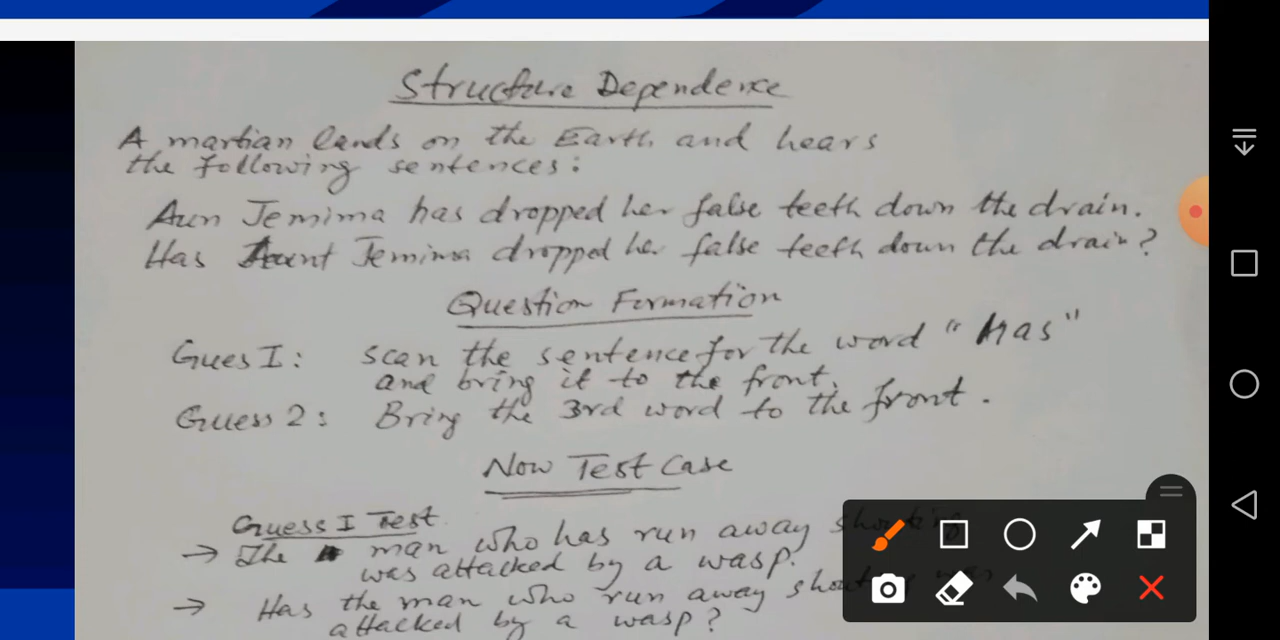 Structure Dependence
A martian lands on the Earth and hears
the following sentences:
Aun Jemima has dropped her false teeth down the drain.
Has Aunt Jemima dropped her false teeth down the drain?
Question Formation
Gues I: Scan the sentence for the word "Has"
and bring it to the front.
Guess 2: Bring the 3rd word to the front.
Now Test Case
Guess I Test
→ The man who has run away shouting
was attacked by a wasp.
→ Has the man who run away shouting was
attacked by a wasp?